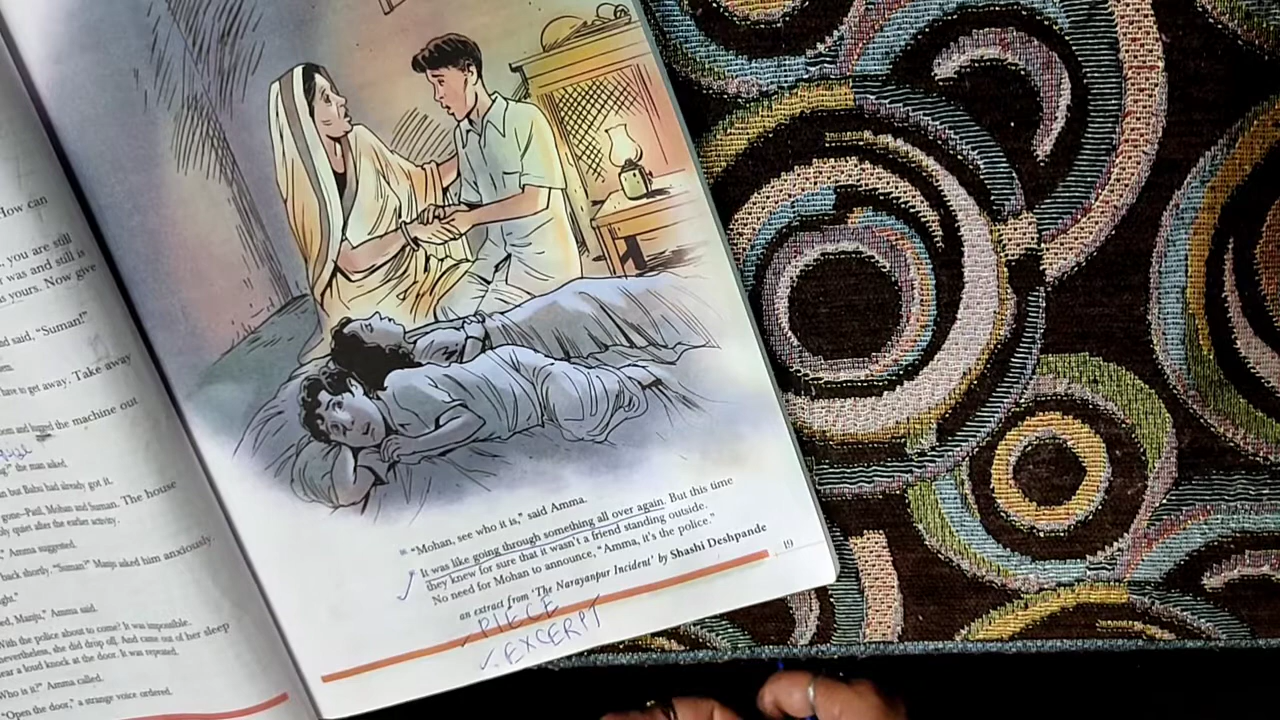 How can
, you are still
was and still is
yours. Now give
said, "Suman!"
have to get away. Take away
and lugged the machine out
the man asked.
but Babu had already got it.
gone—Patil, Mohan and Suman. The house
quiet after the earlier activity.
Amma suggested.
back shortly. "Suman?" Manju asked him anxiously.
Manju," Amma said.
With the police about to come? It was impossible.
nevertheless, she did drop off. And came out of her sleep
hear a loud knock at the door. It was repeated.
Who is it?" Amma called.
"Open the door," a strange voice ordered.
"Mohan, see who it is," said Amma.
It was like going through something all over again. But this time
they knew for sure that it wasn't a friend standing outside.
No need for Mohan to announce, "Amma, it's the police."
an extract from 'The Narayanpur Incident' by Shashi Deshpande
19
PIECE
EXCERPT